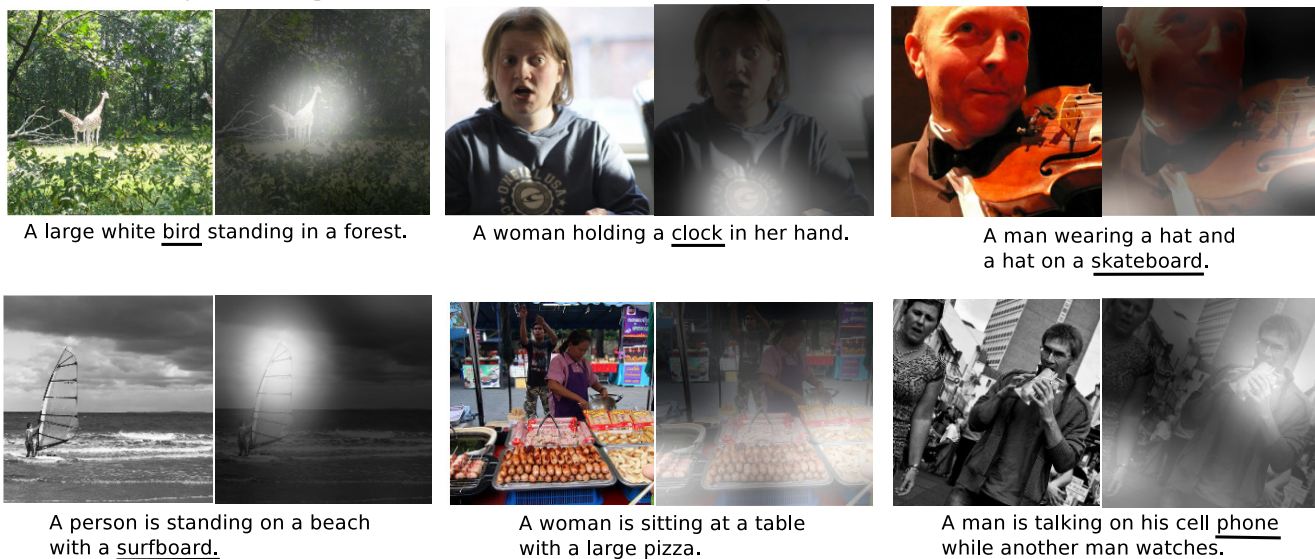 A large white bird standing in a forest.
A woman holding a clock in her hand.
A man wearing a hat and
a hat on a skateboard.
A person is standing on a beach
with a surfboard.
A woman is sitting at a table
with a large pizza.
A man is talking on his cell phone
while another man watches.